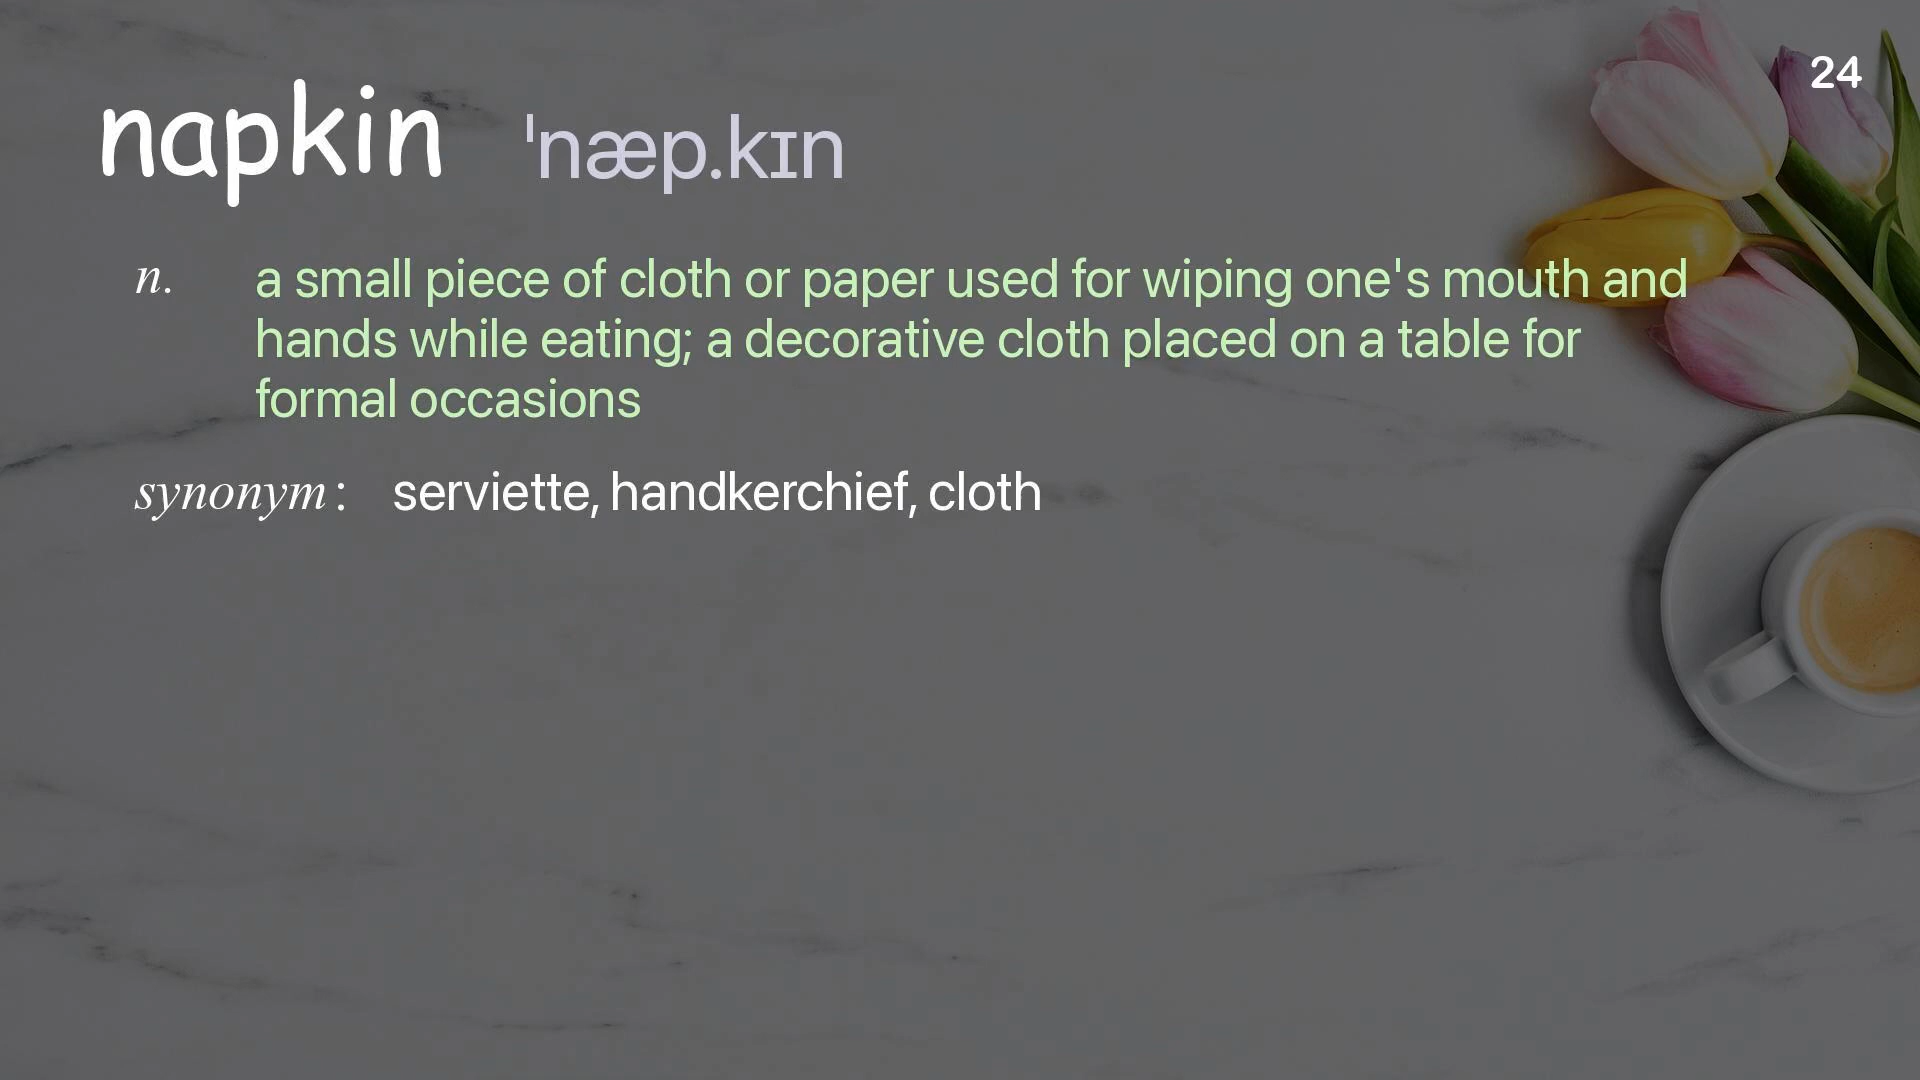 24
napkin ˈnæp.kɪn
n. a small piece of cloth or paper used for wiping one's mouth and
hands while eating; a decorative cloth placed on a table for
formal occasions
synonym: serviette, handkerchief, cloth